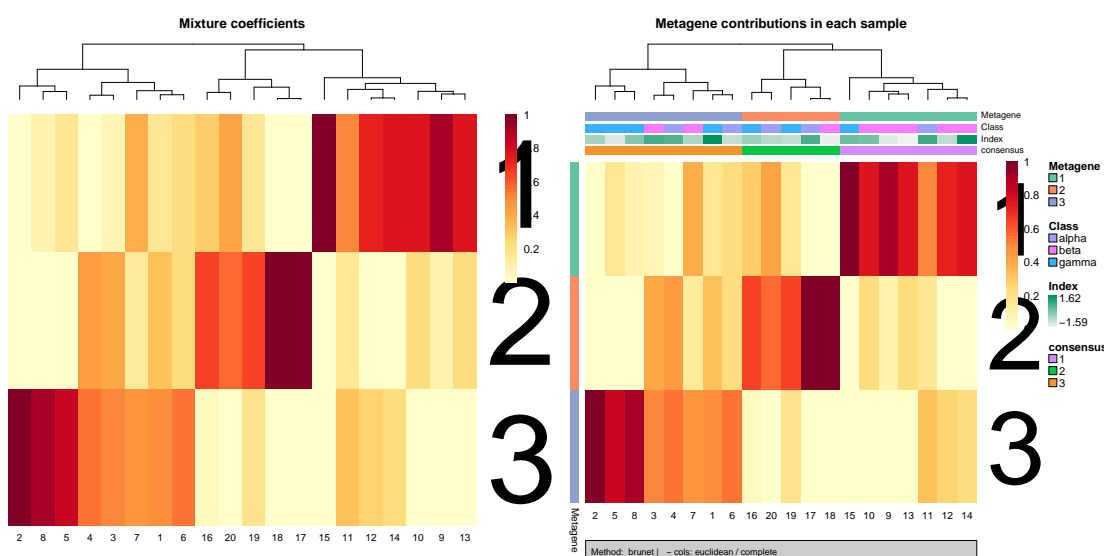 Mixture coefficients
1
.8
.6
.4
0.2
1
2
3
2 8 5 4 3 7 1 6 16 20 19 18 17 15 11 12 14 10 9 13
Metagene contributions in each sample
Metagene
Class
Index
consensus
1
0.8
0.6
0.4
0.2
1
2
3
Metagene
1
2
3
Class
alpha
beta
gamma
Index
1.62
−1.59
consensus
1
2
3
Metagene
2 5 8 3 4 7 1 6 16 20 19 17 18 15 10 9 13 11 12 14
Method: brunet | − cols: euclidean / complete